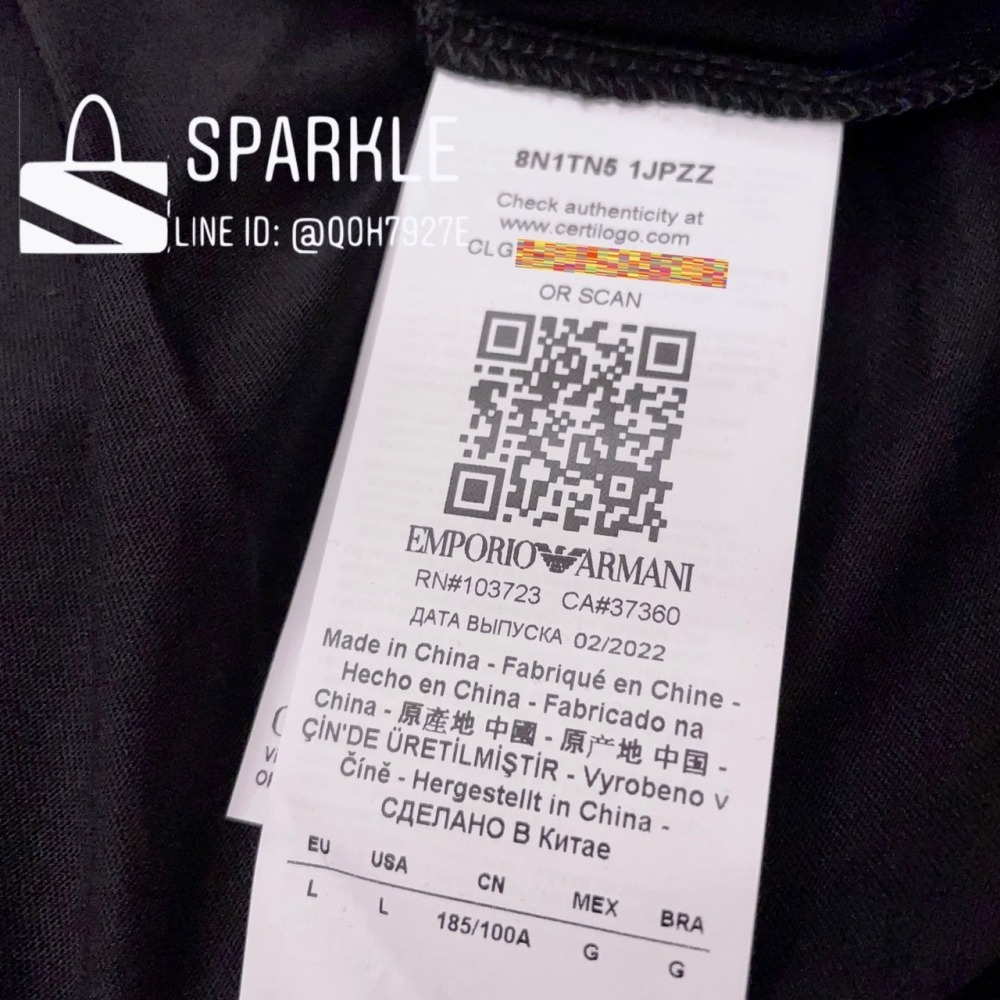 SPARKLE
LINE ID: @QOH7927E
8N1TN5 1JPZZ
Check authenticity at
www.certilogo.com
CLG
OR SCAN
EMPORIO ARMANI
RN#103723 CA#37360
ДАТА ВЫПУСКА 02/2022
Made in China - Fabriqué en Chine -
Hecho en China - Fabricado na
China - 原產地 中國 - 原产地 中国 -
ÇİN'DE ÜRETİLMİŞTİR - Vyrobeno v
Číně - Hergestellt in China -
СДЕЛАНО В Китае
EU USA CN MEX BRA
L L 185/100A G G